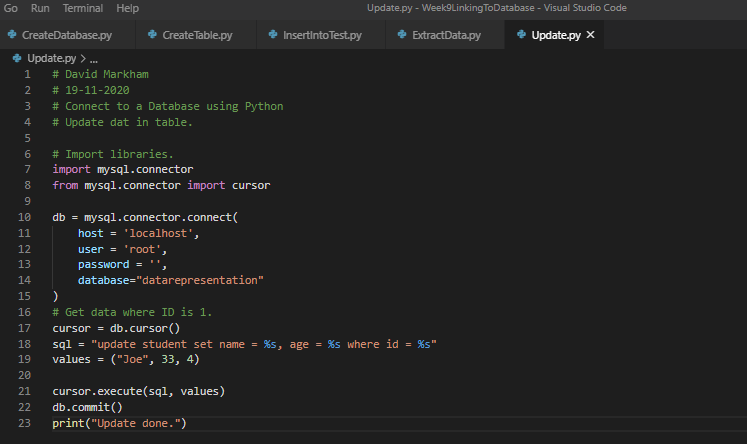 Go Run Terminal Help Update.py - Week9LinkingToDatabase - Visual Studio Code
CreateDatabase.py CreateTable.py InsertIntoTest.py ExtractData.py Update.py ×
Update.py > ...
1 # David Markham
2 # 19-11-2020
3 # Connect to a Database using Python
4 # Update dat in table.
5
6 # Import libraries.
7 import mysql.connector
8 from mysql.connector import cursor
9
10 db = mysql.connector.connect(
11 host = 'localhost',
12 user = 'root',
13 password = '',
14 database="datarepresentation"
15 )
16 # Get data where ID is 1.
17 cursor = db.cursor()
18 sql = "update student set name = %s, age = %s where id = %s"
19 values = ("Joe", 33, 4)
20
21 cursor.execute(sql, values)
22 db.commit()
23 print("Update done.")